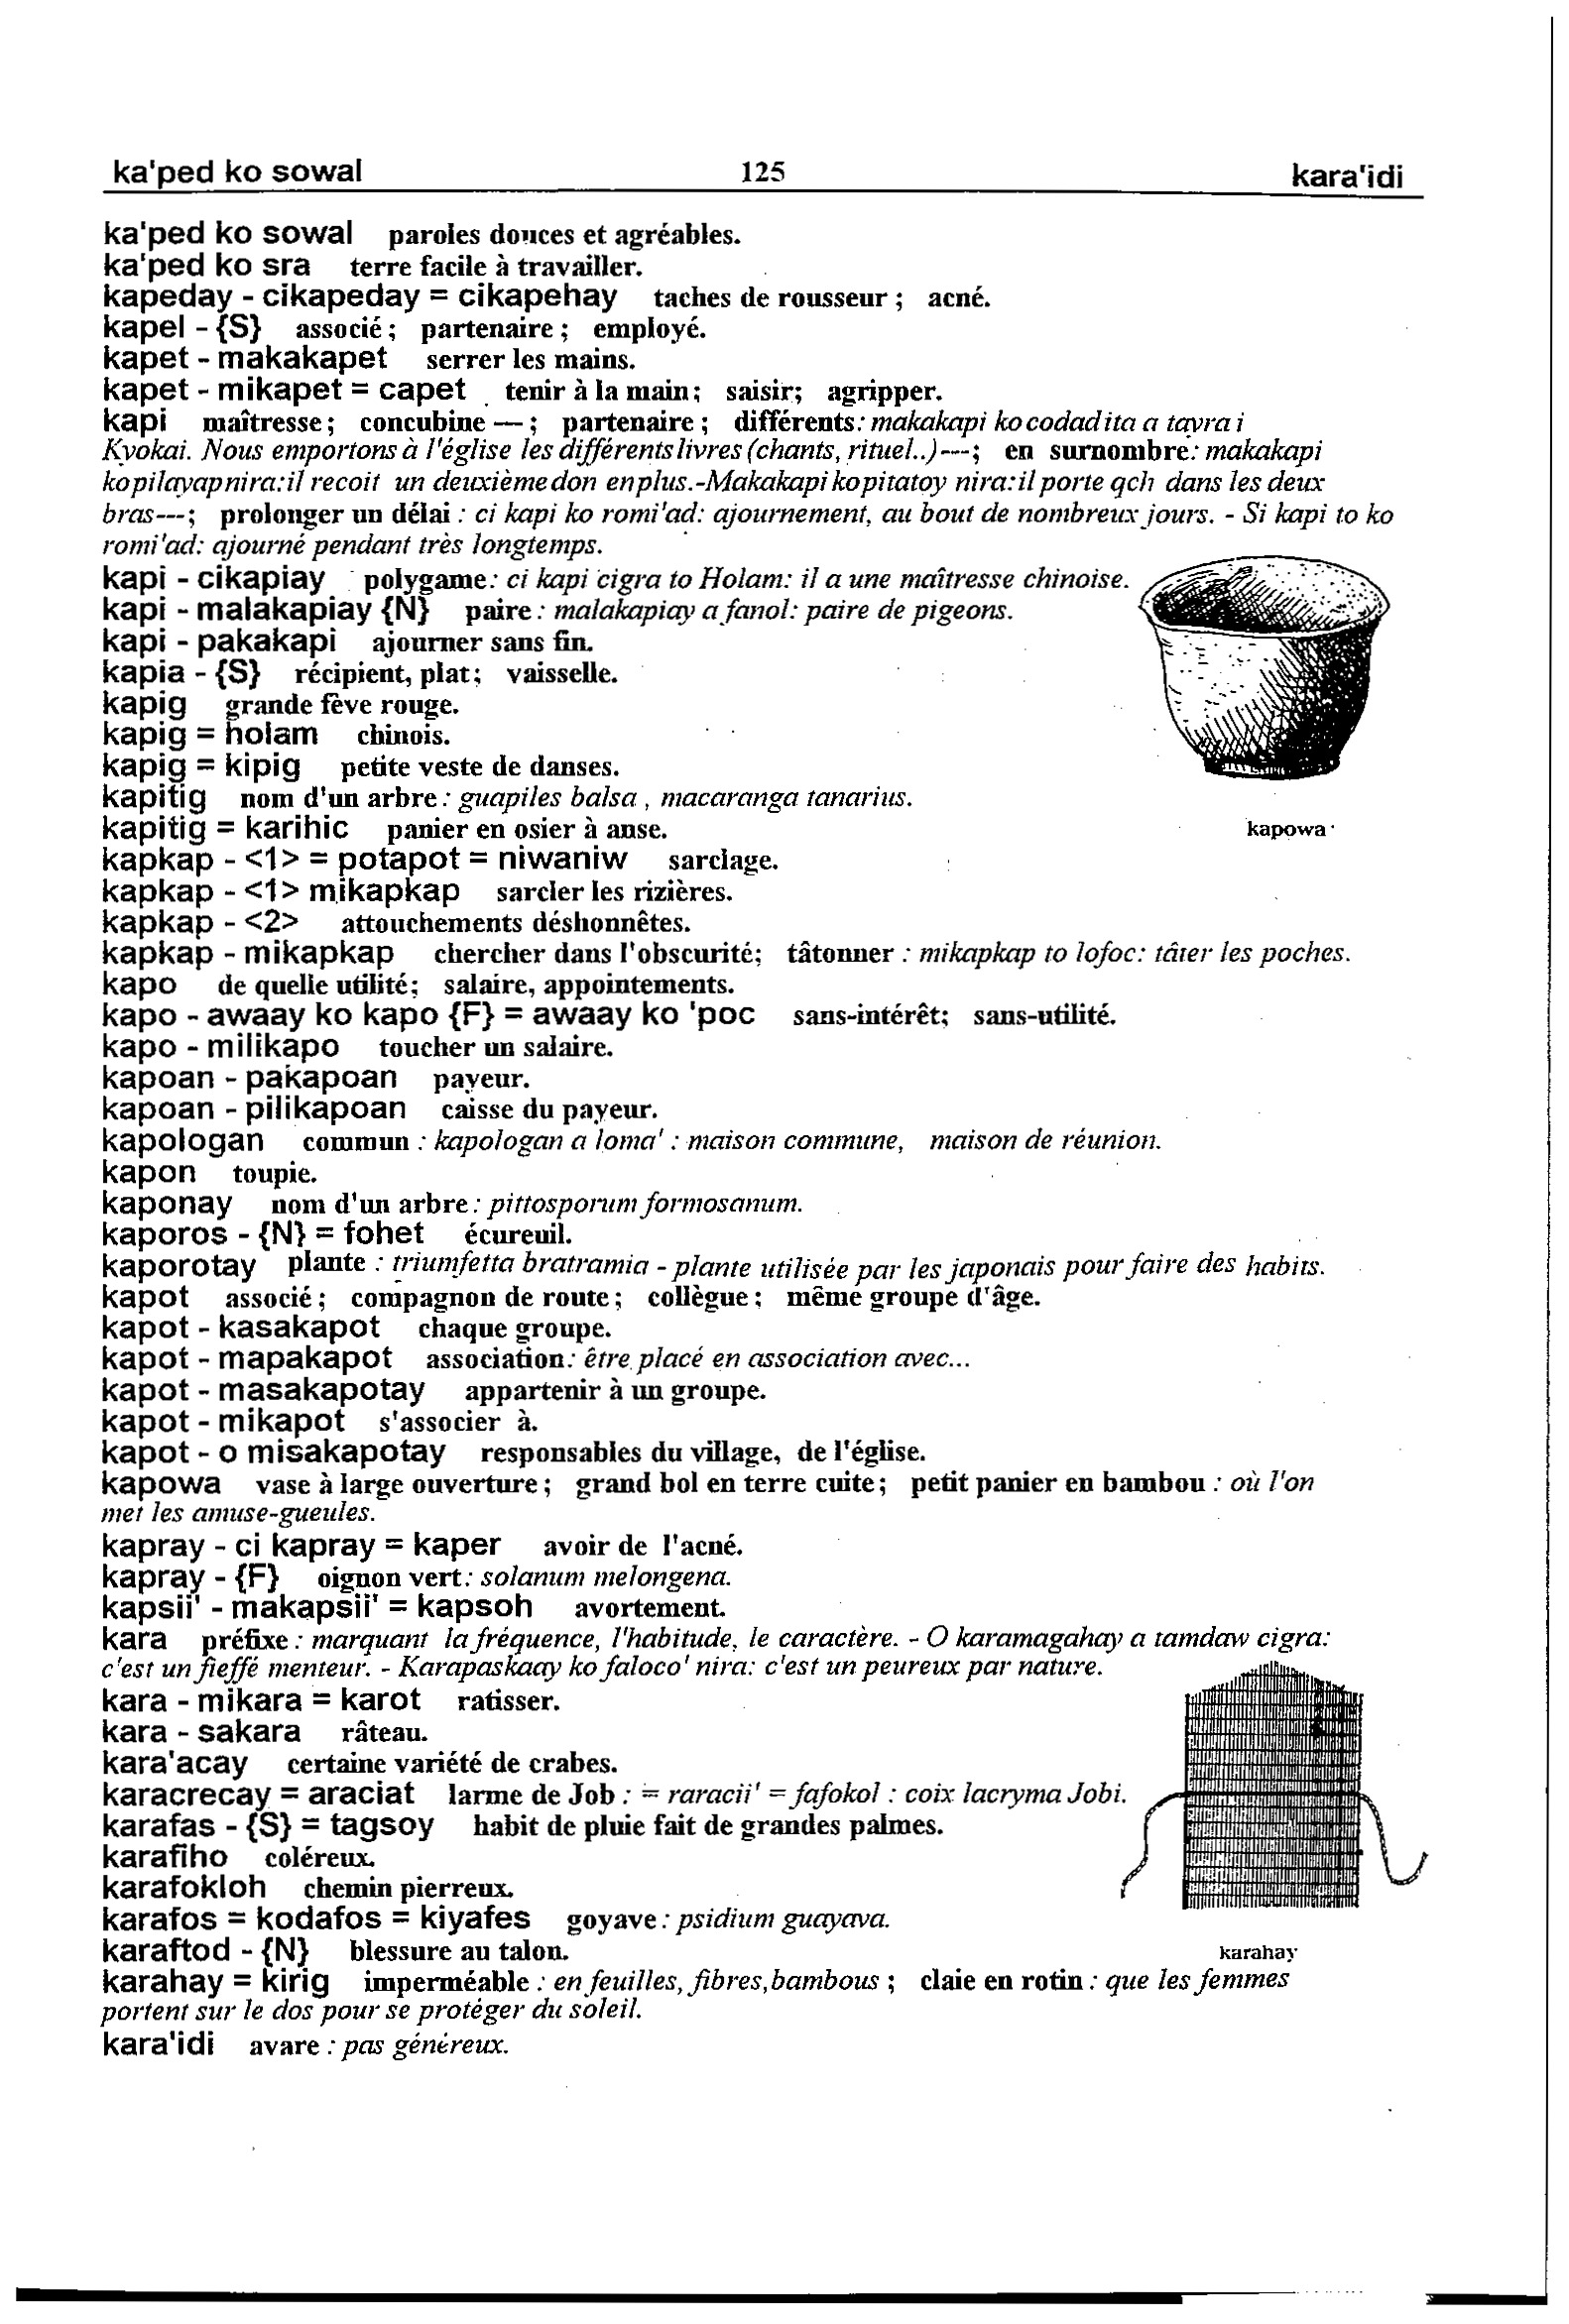 ka'ped ko sowal 125 kara'idi
ka'ped ko sowal paroles douces et agréables.
ka'ped ko sra terre facile à travailler.
kapeday - cikapeday = cikapehay taches de rousseur ; acné.
kapel - {S} associé ; partenaire ; employé.
kapet - makakapet serrer les mains.
kapet - mikapet = capet tenir à la main; saisir; agripper.
kapi maîtresse ; concubine — ; partenaire ; différents: makakapi ko codad ita a tayra i
Kyokai. Nous emportons à l'église les différents livres (chants, rituel..)---; en surnombre: makakapi
ko pilayap nira: il recoit un deuxième don en plus.-Makakapi ko pitatoy nira: il porte qch dans les deux
bras---; prolonger un délai : ci kapi ko romi'ad: ajournement, au bout de nombreux jours. - Si kapi to ko
romi'ad: ajourné pendant très longtemps.
kapi - cikapiay polygame: ci kapi cigra to Holam: il a une maîtresse chinoise.
kapi - malakapiay {N} paire : malakapiay a fanol: paire de pigeons.
kapi - pakakapi ajourner sans fin.
kapia - {S} récipient, plat; vaisselle.
kapig grande fève rouge.
kapig = holam chinois.
kapig = kipig petite veste de danses.
kapitig nom d'un arbre : guapiles balsa , macaranga tanarius.
kapitig = karihic panier en osier à anse.
kapowa
kapkap - <1> = potapot = niwaniw sarclage.
kapkap - <1> mikapkap sarcler les rizières.
kapkap - <2> attouchements déshonnêtes.
kapkap - mikapkap chercher dans l'obscurité; tâtonner : mikapkap to lofoc: tâter les poches.
kapo de quelle utilité; salaire, appointements.
kapo - awaay ko kapo {F} = awaay ko 'poc sans-intérêt; sans-utilité.
kapo - milikapo toucher un salaire.
kapoan - pakapoan payeur.
kapoan - pilikapoan caisse du payeur.
kapologan commun : kapologan a loma' : maison commune, maison de réunion.
kapon toupie.
kaponay nom d'un arbre : pittosporum formosanum.
kaporos - {N} = fohet écureuil.
kaporotay plante : triumfetta bratramia - plante utilisée par les japonais pour faire des habits.
kapot associé ; compagnon de route ; collègue ; même groupe d'âge.
kapot - kasakapot chaque groupe.
kapot - mapakapot association: être placé en association avec...
kapot - masakapotay appartenir à un groupe.
kapot - mikapot s'associer à.
kapot - o misakapotay responsables du village, de l'église.
kapowa vase à large ouverture ; grand bol en terre cuite ; petit panier en bambou : où l'on
met les amuse-gueules.
kapray - ci kapray = kaper avoir de l'acné.
kapray - {F} oignon vert: solanum melongena.
kapsii' - makapsii' = kapsoh avortement.
kara préfixe : marquant la fréquence, l'habitude, le caractère. - O karamagahay a tamdaw cigra:
c'est un fieffé menteur. - Karapaskaay ko faloco' nira: c'est un peureux par nature.
kara - mikara = karot ratisser.
kara - sakara râteau.
kara'acay certaine variété de crabes.
karacrecay = araciat larme de Job : = raracii' = fafokol : coix lacryma Jobi.
karafas - {S} = tagsoy habit de pluie fait de grandes palmes.
karafiho coléreux.
karafokloh chemin pierreux.
karafos = kodafos = kiyafes goyave : psidium guayava.
karaftod - {N} blessure au talon.
karahay
karahay = kirig imperméable : en feuilles, fibres, bambous ; claie en rotin : que les femmes
portent sur le dos pour se protéger du soleil.
kara'idi avare : pas généreux.